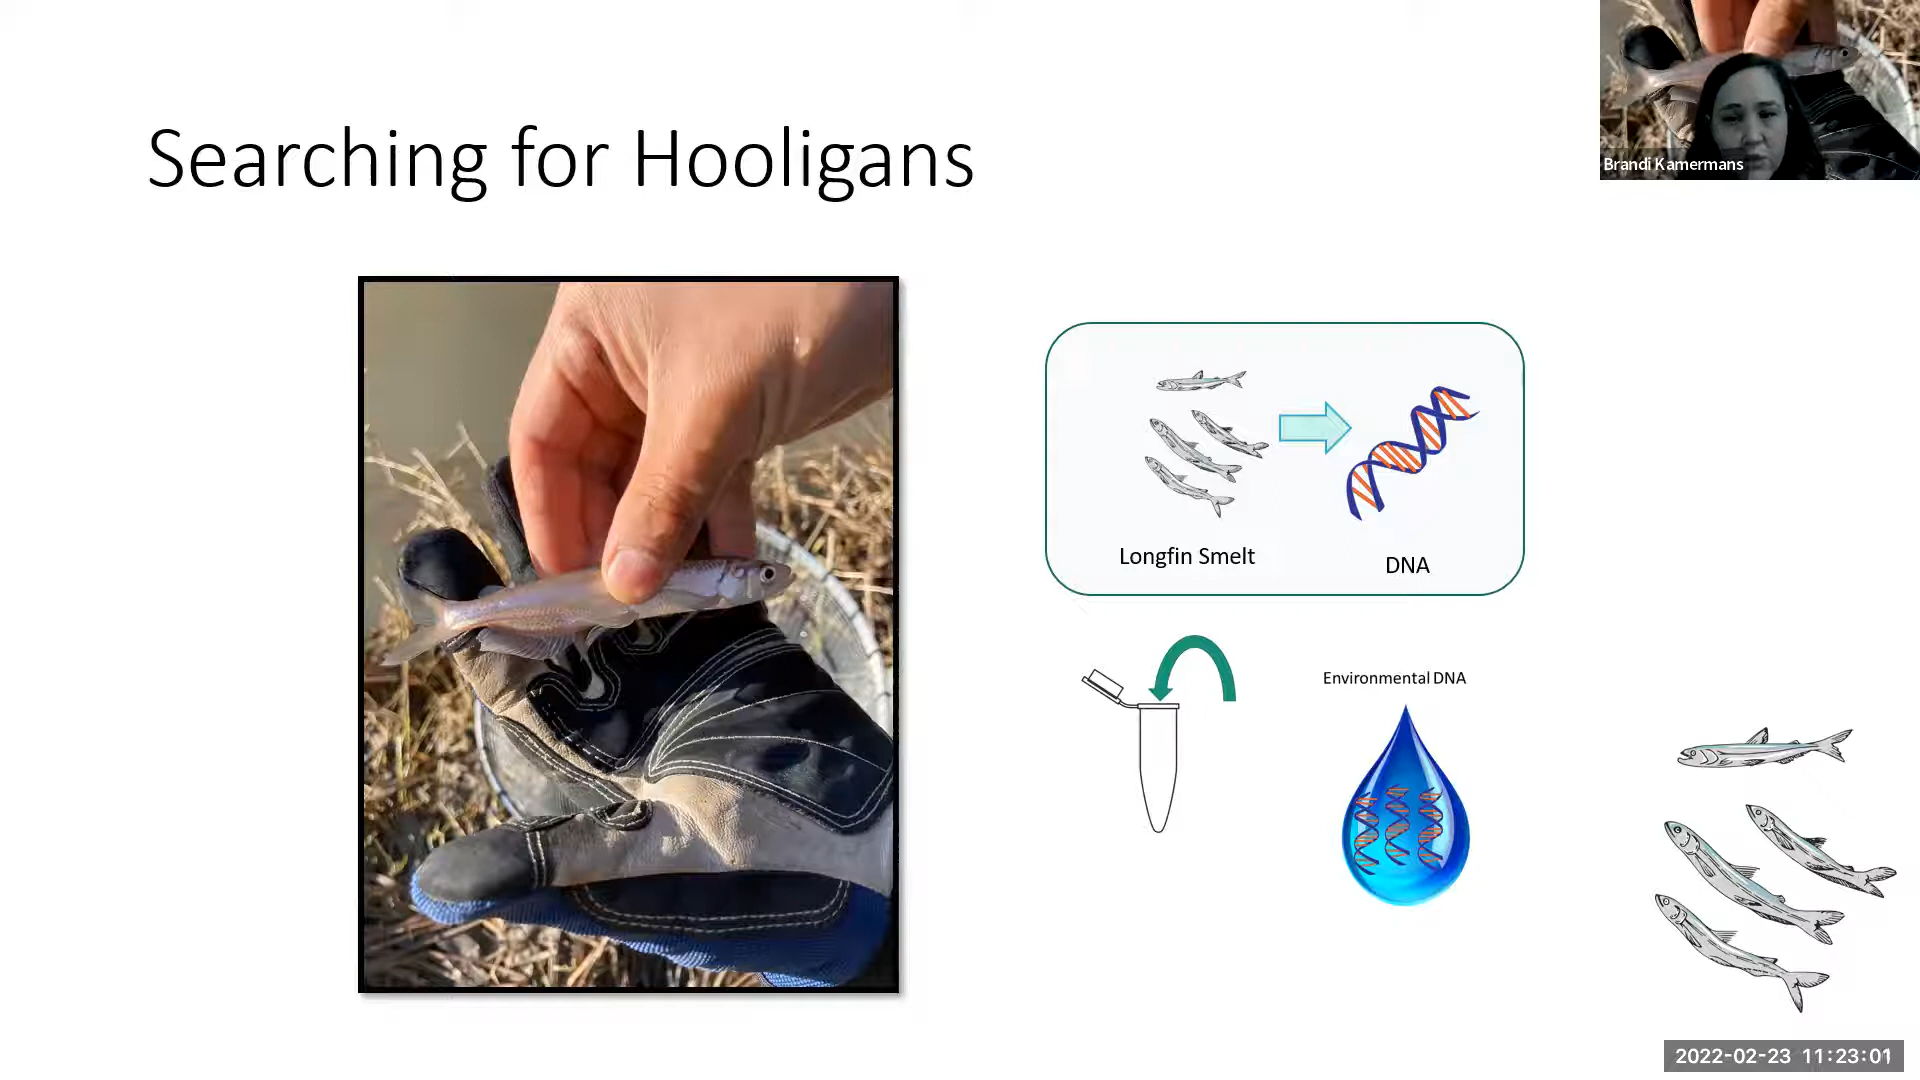 Searching for Hooligans
Brandi Kamermans
Longfin Smelt
DNA
Environmental DNA
2022-02-23 11:23:01